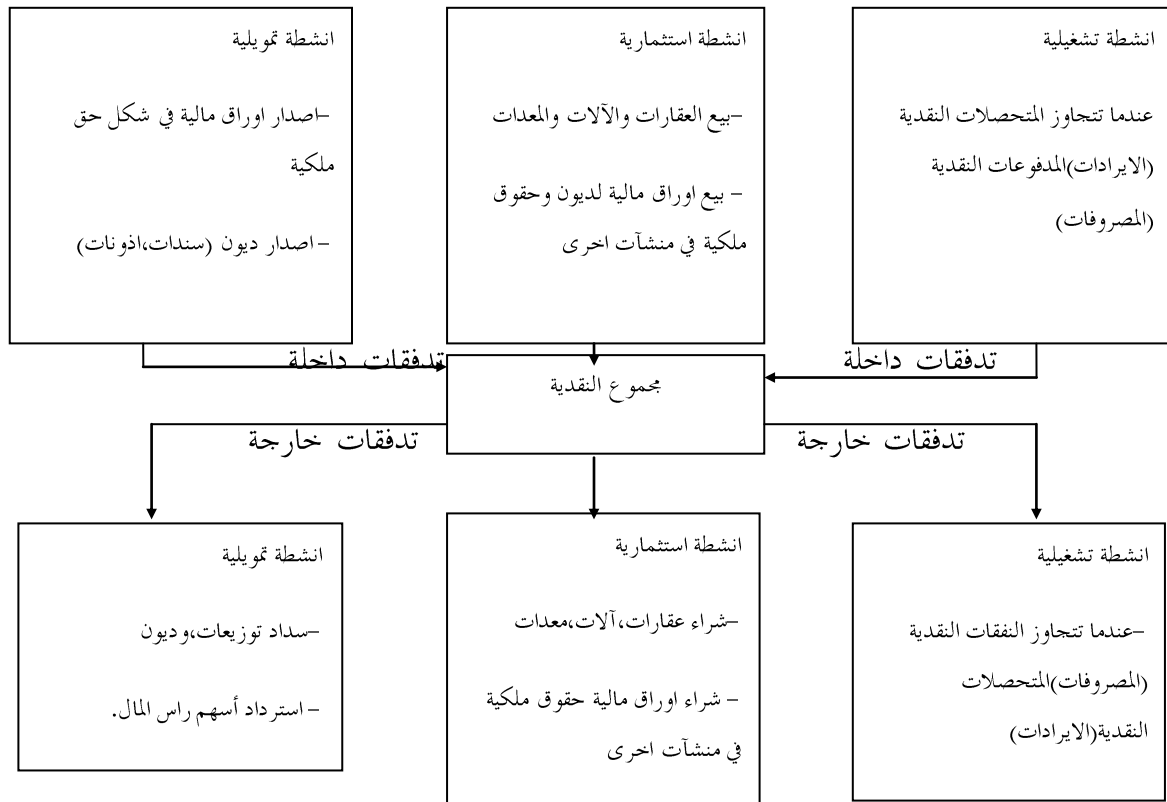 انشطة تشغيلية
عندما تتجاوز المتحصلات النقدية
(الايرادات)المدفوعات النقدية
(المصروفات)
انشطة استثمارية
–بيع العقارات والآلات والمعدات
– بيع اوراق مالية لديون وحقوق
ملكية في منشآت اخرى
انشطة تمويلية
–اصدار اوراق مالية في شكل حق
ملكية
– اصدار ديون (سندات،اذونات)
تدفقات داخلة
تدفقات داخلة
مجموع النقدية
تدفقات خارجة
تدفقات خارجة
انشطة تشغيلية
–عندما تتجاوز النفقات النقدية
(المصروفات)المتحصلات
النقدية(الايرادات)
انشطة استثمارية
–شراء عقارات،آلات،معدات
– شراء اوراق مالية حقوق ملكية
في منشآت اخرى
انشطة تمويلية
–سداد توزيعات،وديون
– استرداد أسهم راس المال.